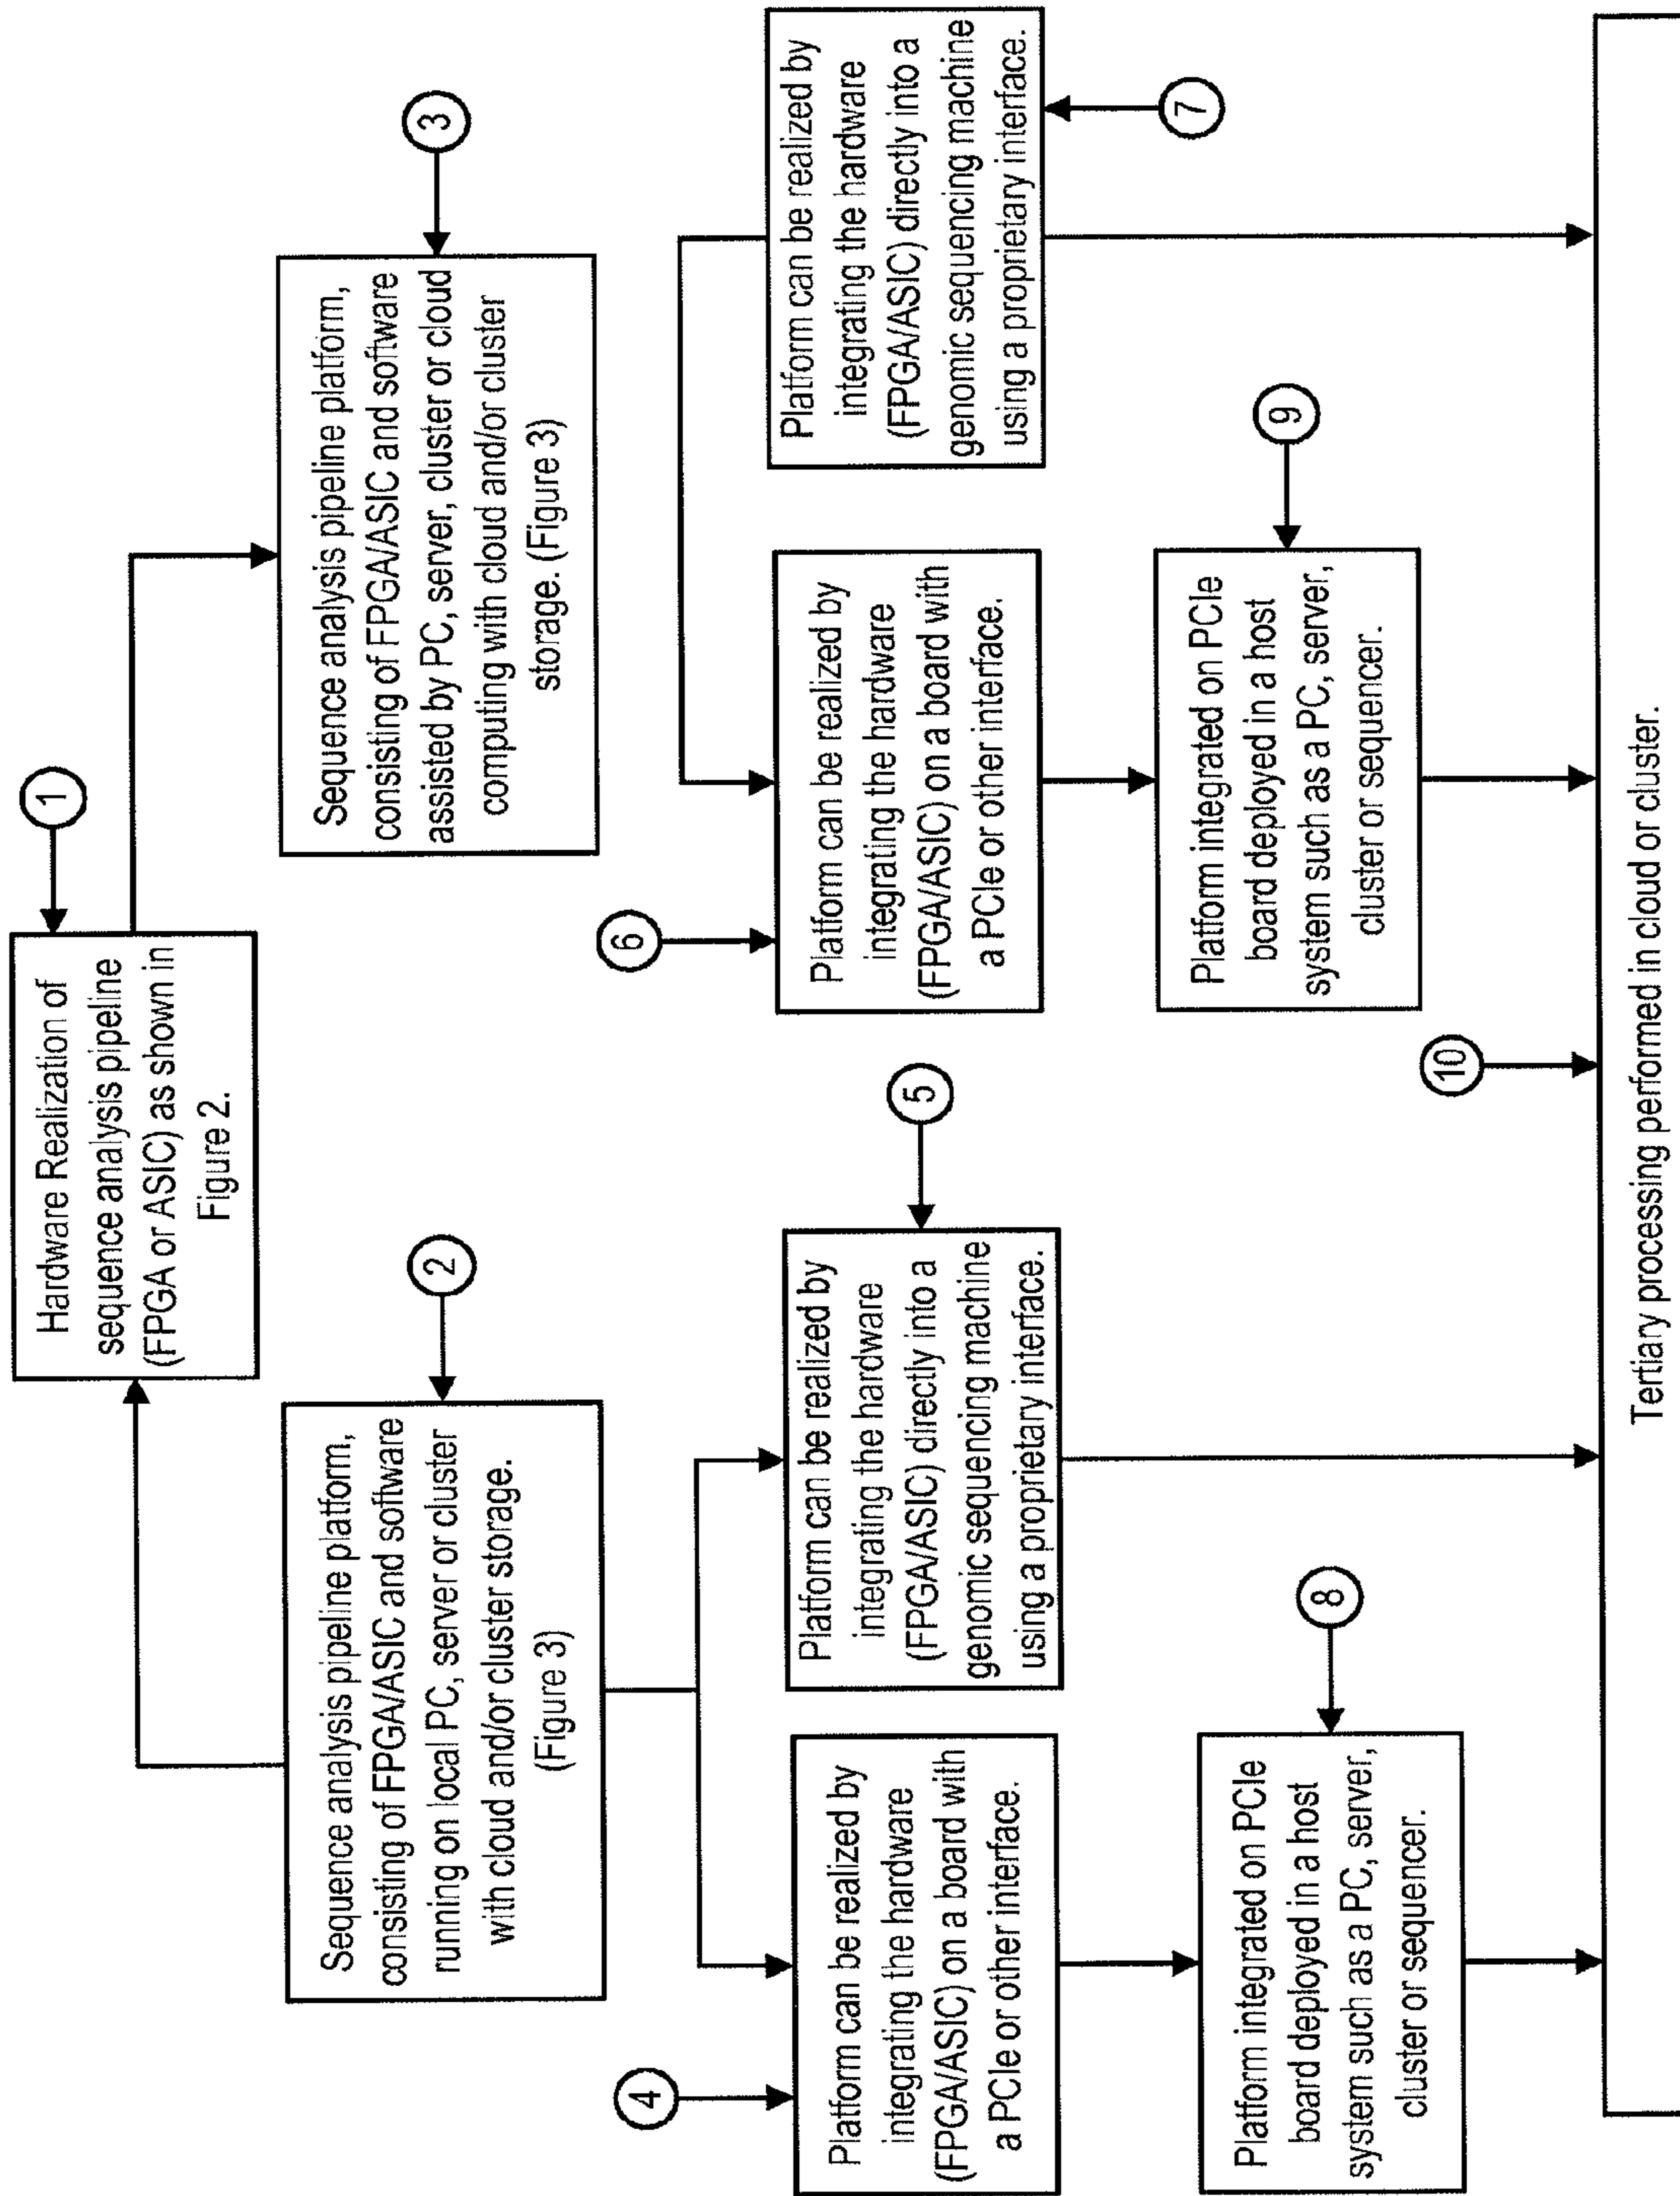 1
Hardware Realization of
sequence analysis pipeline
(FPGA or ASIC) as shown in
Figure 2.
2
Sequence analysis pipeline platform,
consisting of FPGA/ASIC and software
running on local PC, server or cluster
with cloud and/or cluster storage.
(Figure 3)
3
Sequence analysis pipeline platform,
consisting of FPGA/ASIC and software
assisted by PC, server, cluster or cloud
computing with cloud and/or cluster
storage. (Figure 3)
4
Platform can be realized by
integrating the hardware
(FPGA/ASIC) on a board with
a PCIe or other interface.
5
Platform can be realized by
integrating the hardware
(FPGA/ASIC) directly into a
genomic sequencing machine
using a proprietary interface.
6
Platform can be realized by
integrating the hardware
(FPGA/ASIC) on a board with
a PCIe or other interface.
7
Platform can be realized by
integrating the hardware
(FPGA/ASIC) directly into a
genomic sequencing machine
using a proprietary interface.
8
Platform integrated on PCIe
board deployed in a host
system such as a PC, server,
cluster or sequencer.
9
Platform integrated on PCIe
board deployed in a host
system such as a PC, server,
cluster or sequencer.
10
Tertiary processing performed in cloud or cluster.